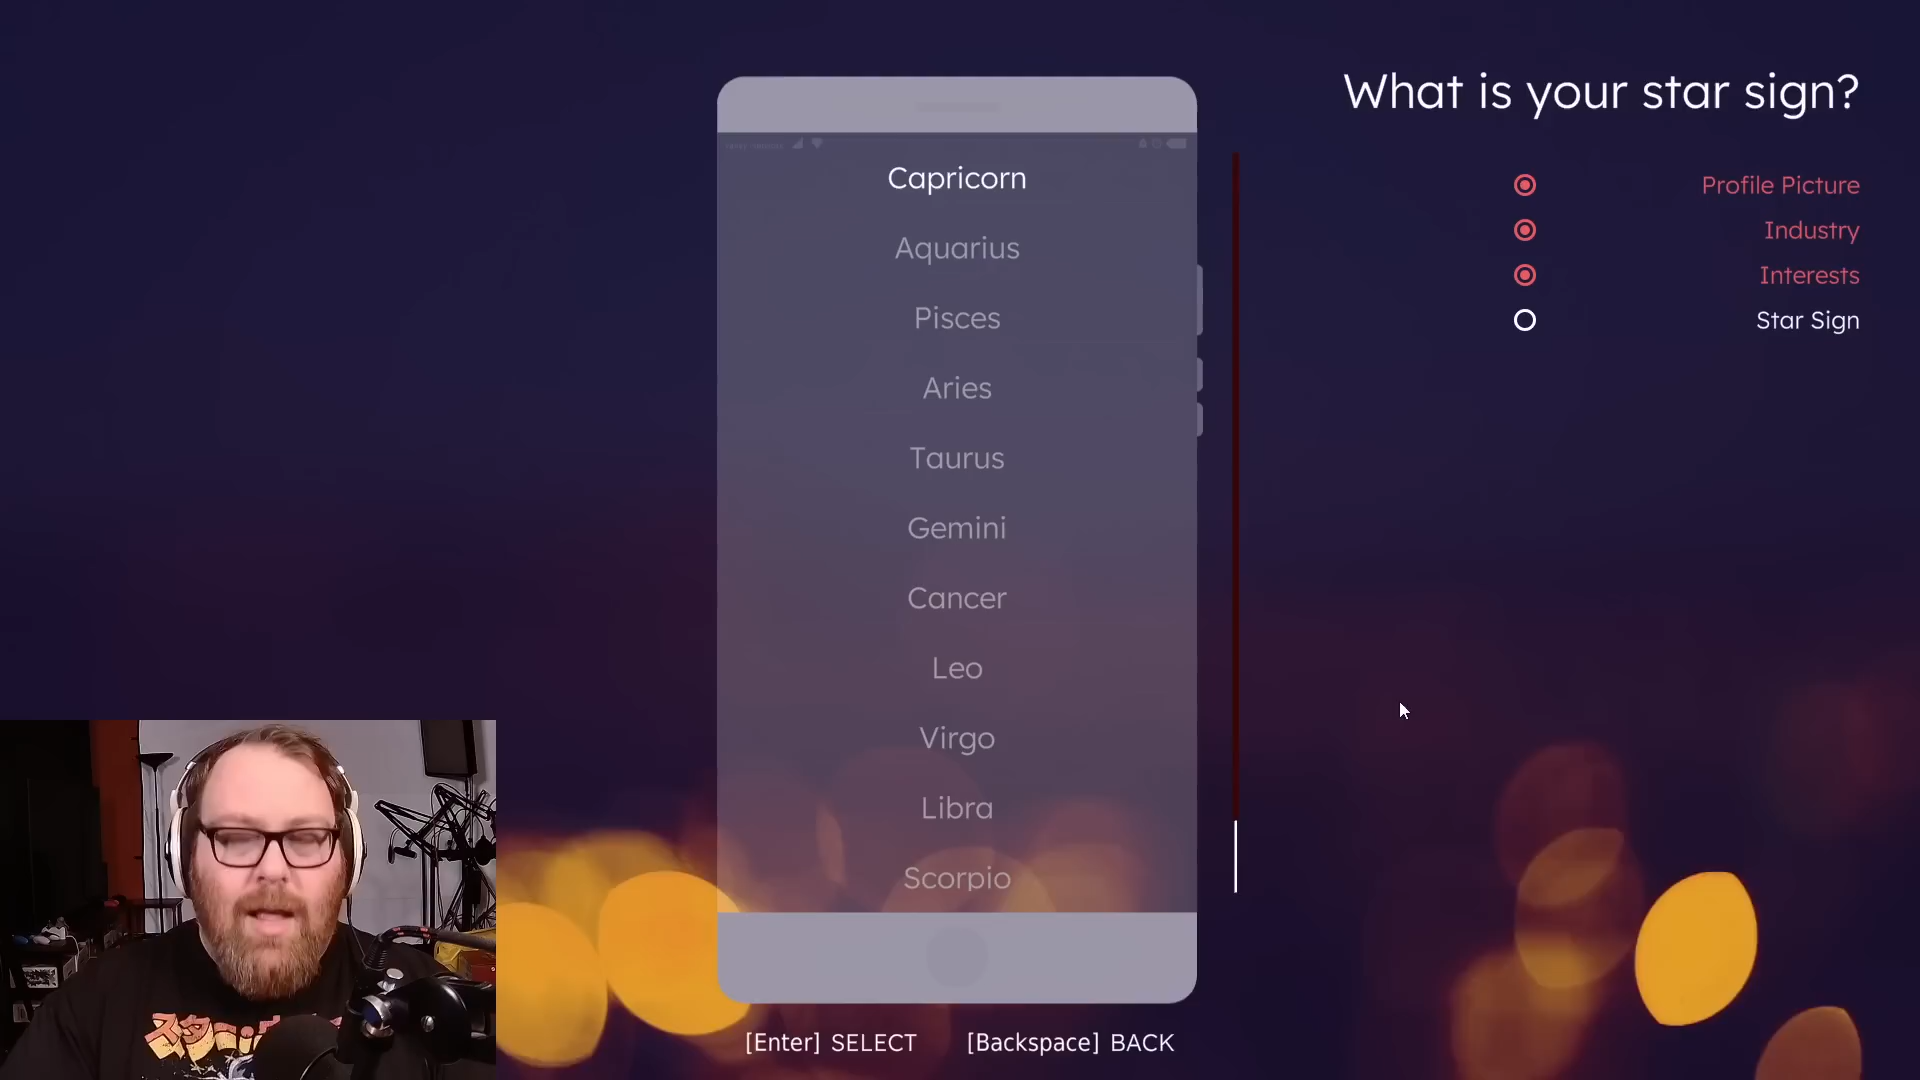 What is your star sign?
Profile Picture
Industry
Interests
Star Sign
Capricorn
Aquarius
Pisces
Aries
Taurus
Gemini
Cancer
Leo
Virgo
Libra
Scorpio
[Enter] SELECT [Backspace] BACK